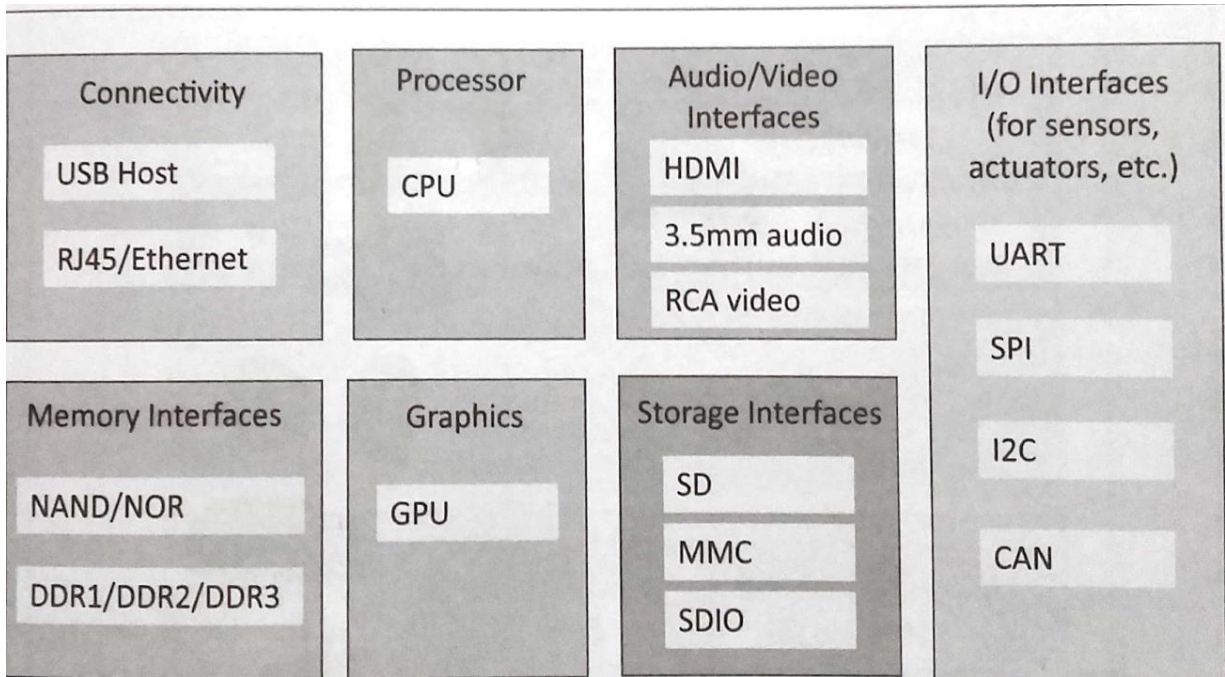 Connectivity
USB Host
RJ45/Ethernet
Processor
CPU
Audio/Video
Interfaces
HDMI
3.5mm audio
RCA video
I/O Interfaces
(for sensors,
actuators, etc.)
UART
SPI
I2C
CAN
Memory Interfaces
NAND/NOR
DDR1/DDR2/DDR3
Graphics
GPU
Storage Interfaces
SD
MMC
SDIO